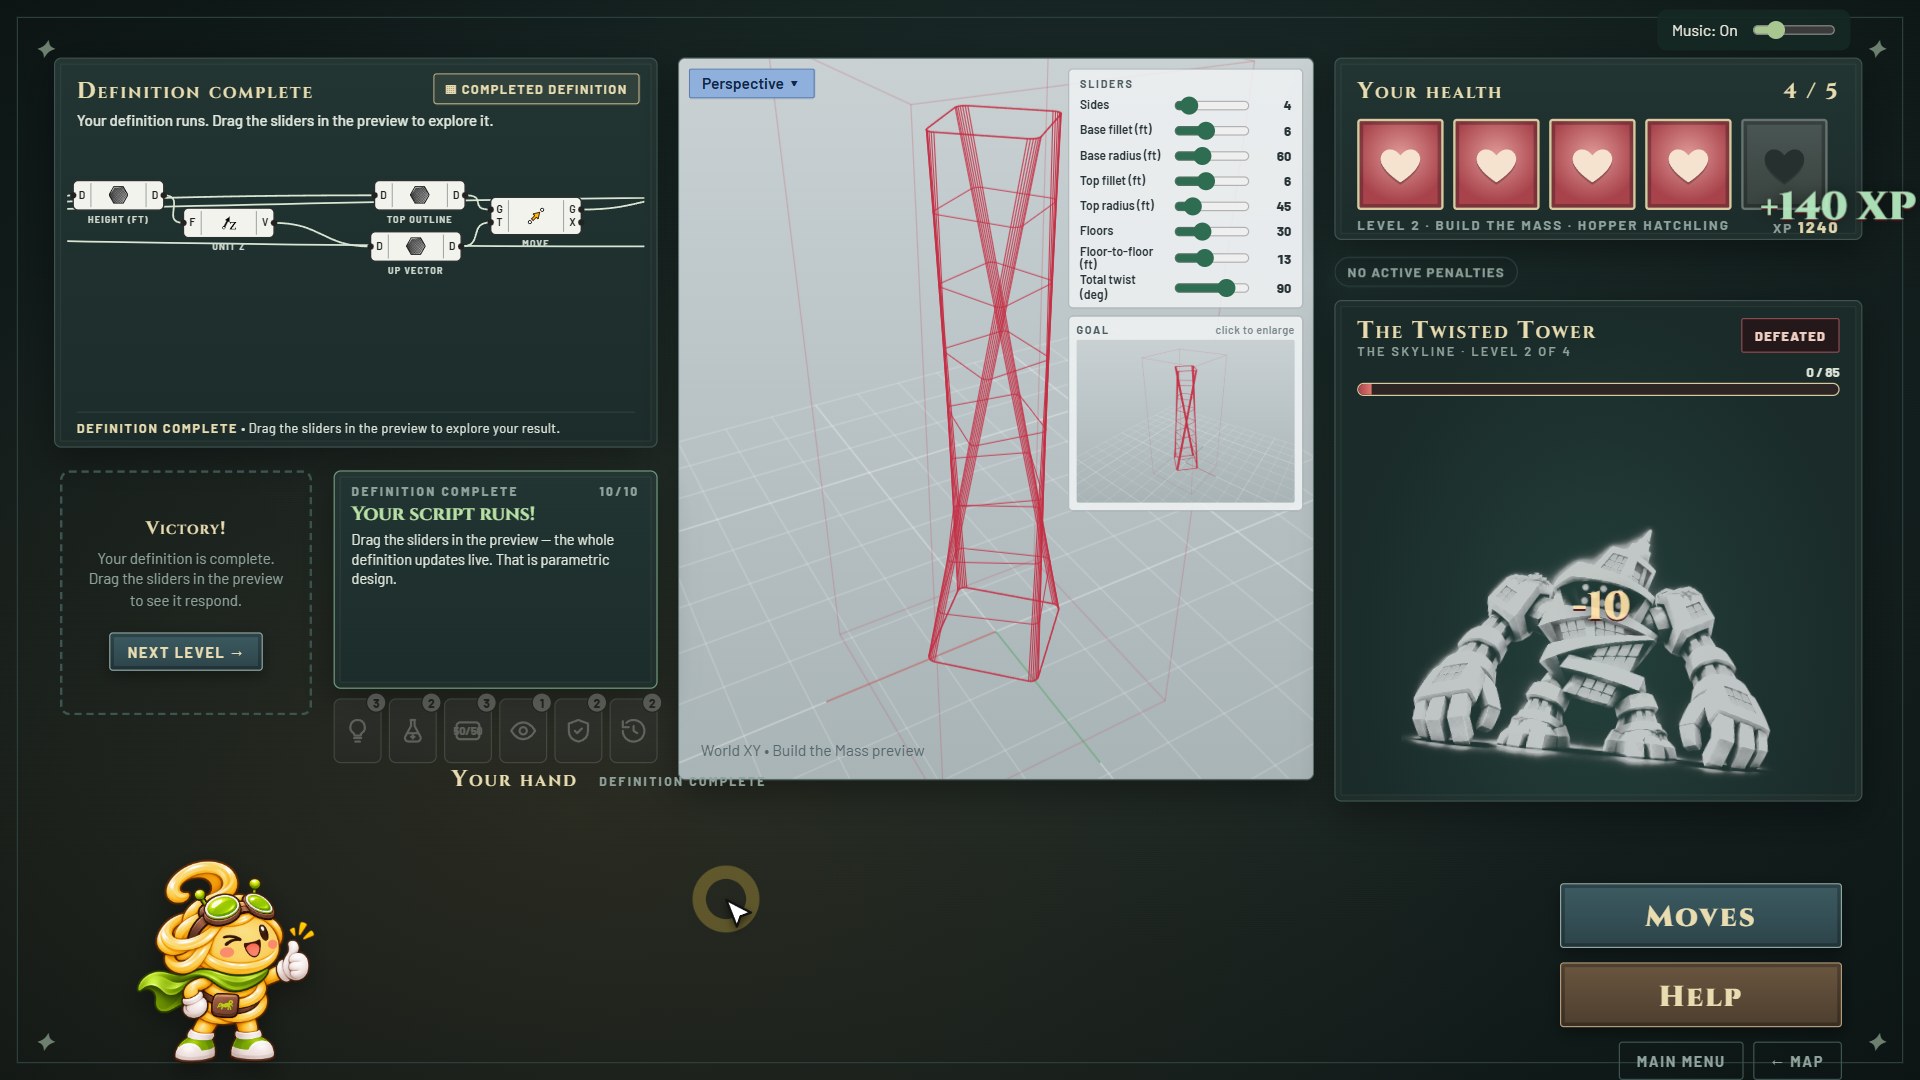 Music: On
Definition complete
COMPLETED DEFINITION
Your definition runs. Drag the sliders in the preview to explore it.
D D
HEIGHT (FT)
F V
UNIT Z
D D
TOP OUTLINE
D D
UP VECTOR
G G
T X
MOVE
DEFINITION COMPLETE • Drag the sliders in the preview to explore your result.
Victory!
Your definition is complete.
Drag the sliders in the preview
to see it respond.
NEXT LEVEL →
DEFINITION COMPLETE 10/10
Your script runs!
Drag the sliders in the preview — the whole
definition updates live. That is parametric
design.
3 2 3 1 2 2
50/50
Your hand DEFINITION COMPLETE
Perspective ▾
SLIDERS
Sides 4
Base fillet (ft) 6
Base radius (ft) 60
Top fillet (ft) 6
Top radius (ft) 45
Floors 30
Floor-to-floor
(ft) 13
Total twist
(deg) 90
GOAL click to enlarge
World XY • Build the Mass preview
Your health 4 / 5
+140 XP
LEVEL 2 · BUILD THE MASS · HOPPER HATCHLING
XP 1240
NO ACTIVE PENALTIES
The Twisted Tower
DEFEATED
THE SKYLINE · LEVEL 2 OF 4
0 / 85
-10
Moves
Help
MAIN MENU
← MAP